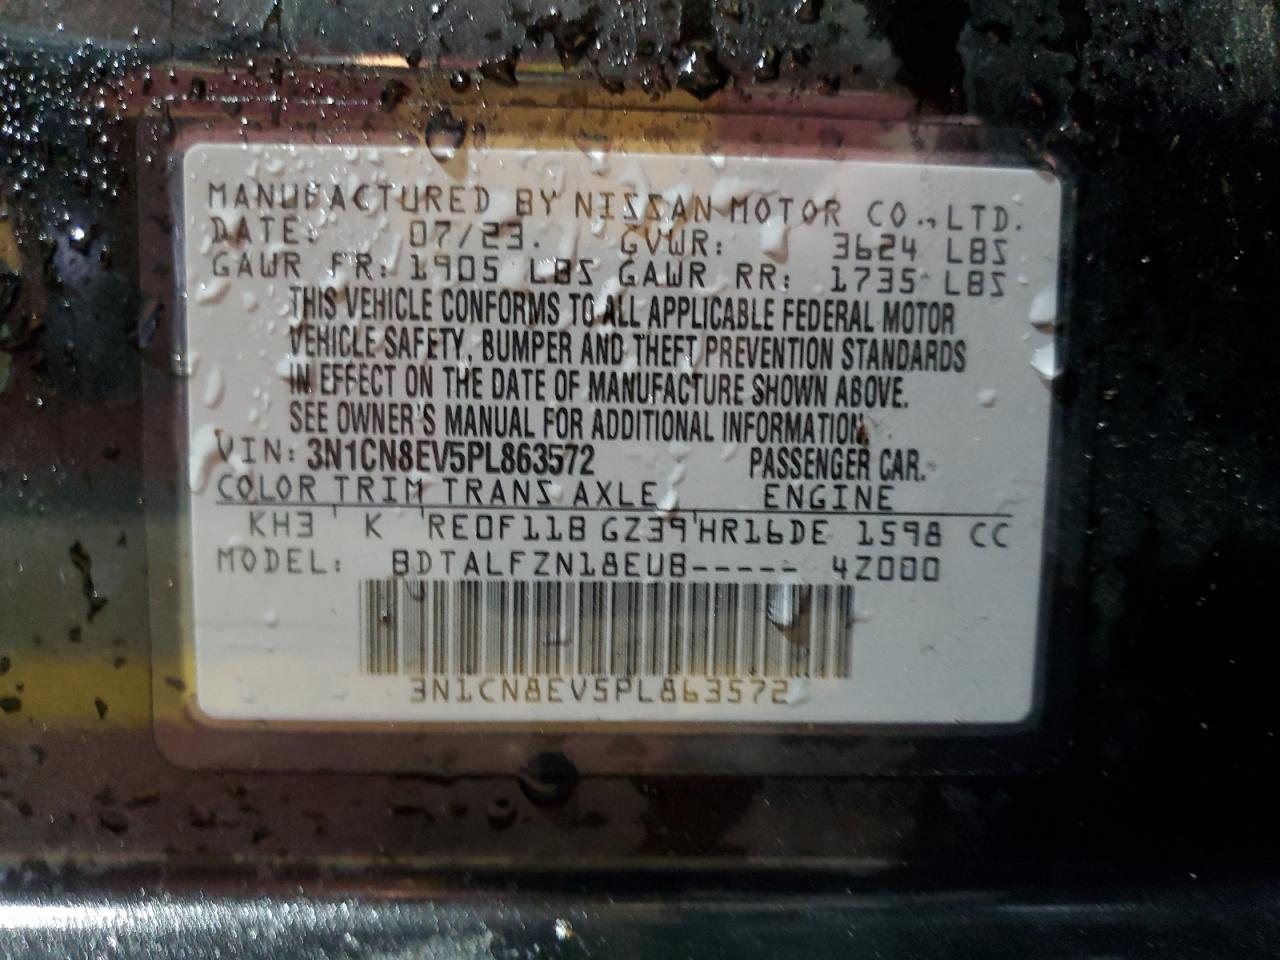 MANUFACTURED BY NISSAN MOTOR CO.,LTD.
DATE: 07/23. GVWR: 3624 LBS
GAWR FR: 1905 LBS GAWR RR: 1735 LBS
THIS VEHICLE CONFORMS TO ALL APPLICABLE FEDERAL MOTOR
VEHICLE SAFETY, BUMPER AND THEFT PREVENTION STANDARDS
IN EFFECT ON THE DATE OF MANUFACTURE SHOWN ABOVE.
SEE OWNER'S MANUAL FOR ADDITIONAL INFORMATION.
VIN: 3N1CN8EV5PL863572 PASSENGER CAR.
COLOR TRIM TRANS AXLE ENGINE
KH3 K RE0F11B GZ39 HR16DE 1598 CC
MODEL: BDTALFZN18EUB----- 4Z000
3N1CN8EV5PL863572